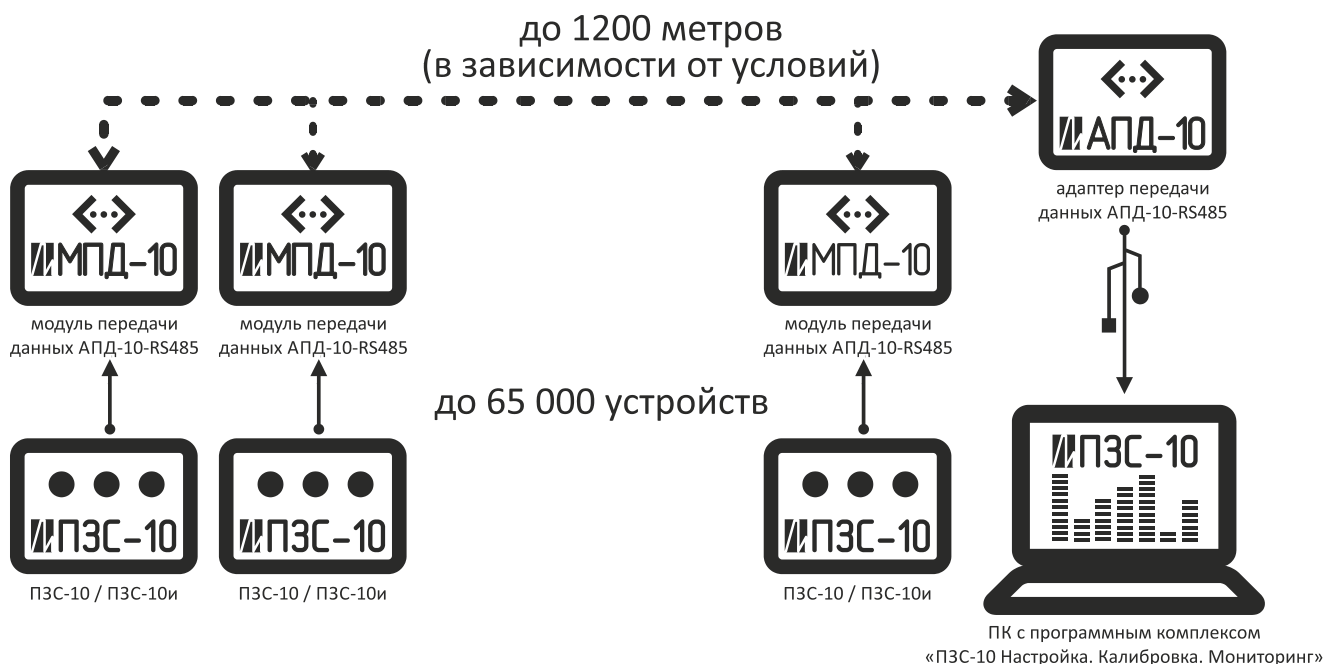 до 1200 метров
(в зависимости от условий)
АПД-10
адаптер передачи
данных АПД-10-RS485
МПД-10
модуль передачи
данных АПД-10-RS485
МПД-10
модуль передачи
данных АПД-10-RS485
МПД-10
модуль передачи
данных АПД-10-RS485
до 65 000 устройств
ПЗС-10
ПЗС-10 / ПЗС-10и
ПЗС-10
ПЗС-10 / ПЗС-10и
ПЗС-10
ПЗС-10 / ПЗС-10и
ПЗС-10
ПК с программным комплексом
«ПЗС-10 Настройка. Калибровка. Мониторинг»